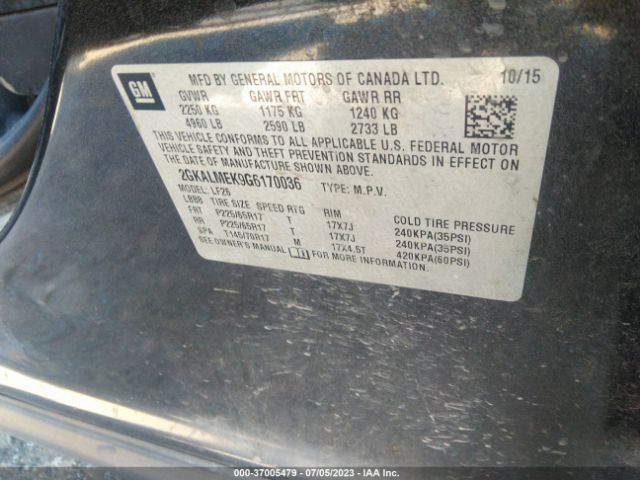 GM
MFD BY GENERAL MOTORS OF CANADA LTD. 10/15
GVWR GAWR FRT GAWR RR
2250 KG 1175 KG 1240 KG
4960 LB 2590 LB 2733 LB
THIS VEHICLE CONFORMS TO ALL APPLICABLE U.S. FEDERAL MOTOR
VEHICLE SAFETY AND THEFT PREVENTION STANDARDS IN EFFECT ON
THE DATE OF MANUFACTURE SHOWN ABOVE.
2GKALMEK9G6170036 TYPE: M.P.V.
MODEL: LF26
LBBB TIRE SIZE SPEED RTG RIM COLD TIRE PRESSURE
FRT P225/65R17 T 17X7J 240KPA(35PSI)
RR P225/65R17 T 17X7J 240KPA(35PSI)
SPA T145/70R17 M 17X4.5T 420KPA(60PSI)
SEE OWNER'S MANUAL FOR MORE INFORMATION.
000-37005479 - 07/05/2023 - IAA Inc.